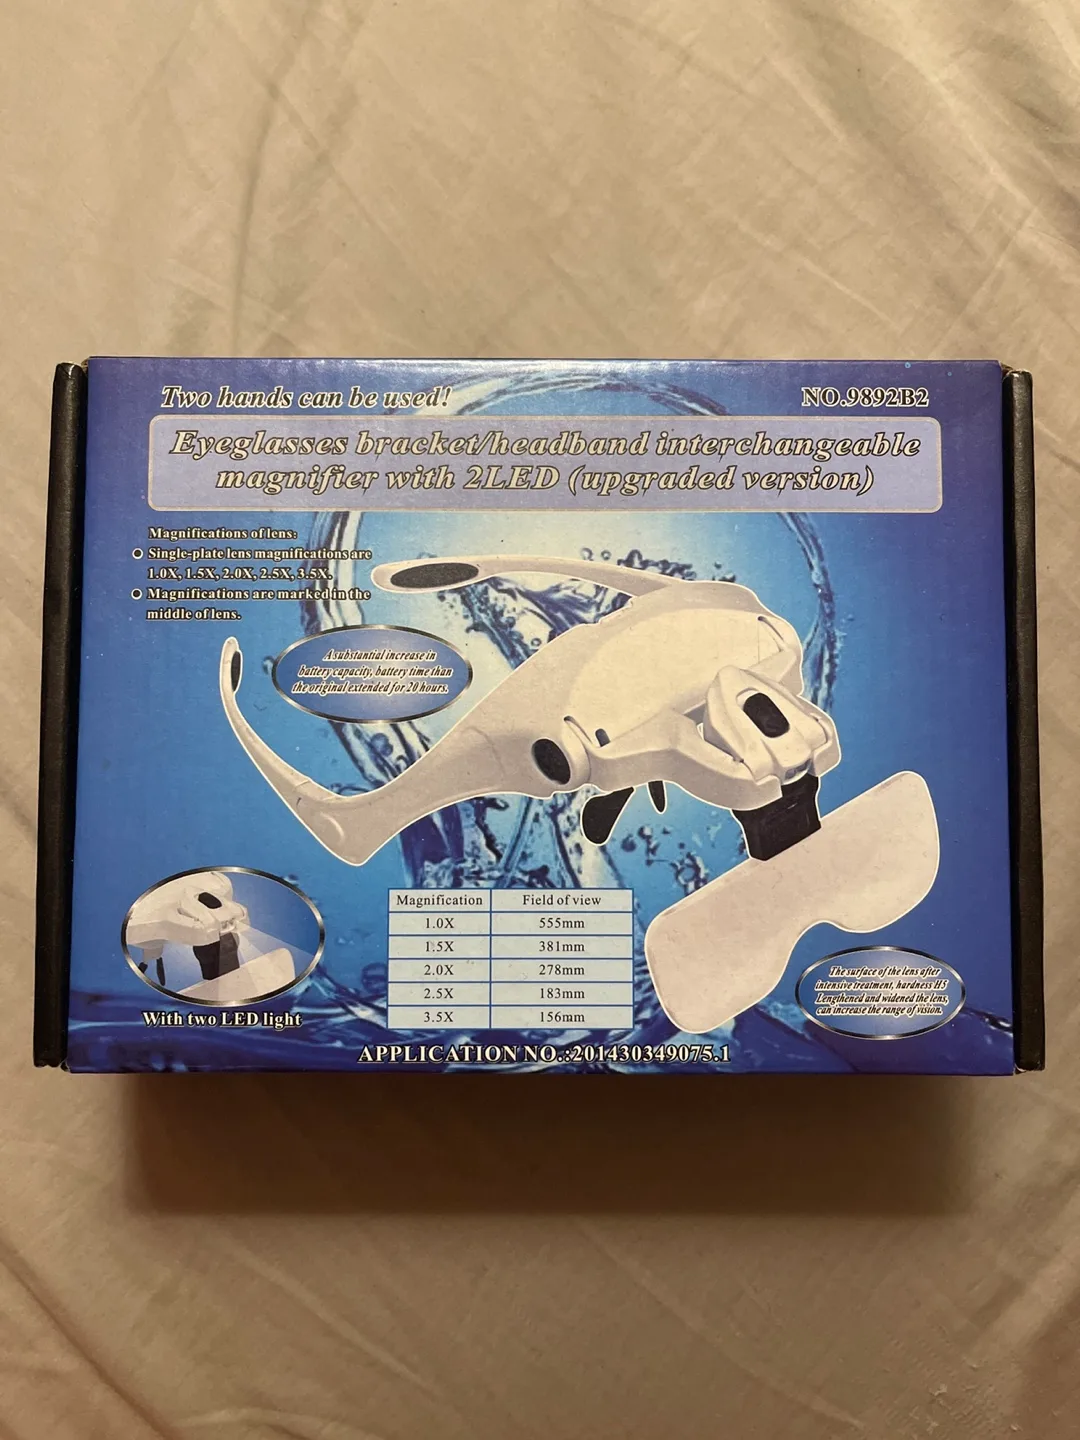 Two hands can be used!
NO.9892B2
Eyeglasses bracket/headband interchangeable
magnifier with 2LED (upgraded version)
Magnifications of lens:
Single-plate lens magnifications are
1.0X, 1.5X, 2.0X, 2.5X, 3.5X.
Magnifications are marked in the
middle of lens.
A substantial increase in
battery capacity, battery time than
the original extended for 20 hours.
Magnification Field of view
1.0X 555mm
1.5X 381mm
2.0X 278mm
2.5X 183mm
3.5X 156mm
The surface of the lens after
intensive treatment, hardness H5
Lengthened and widened the lens,
can increase the range of vision.
With two LED light
APPLICATION NO.:201430349075.1